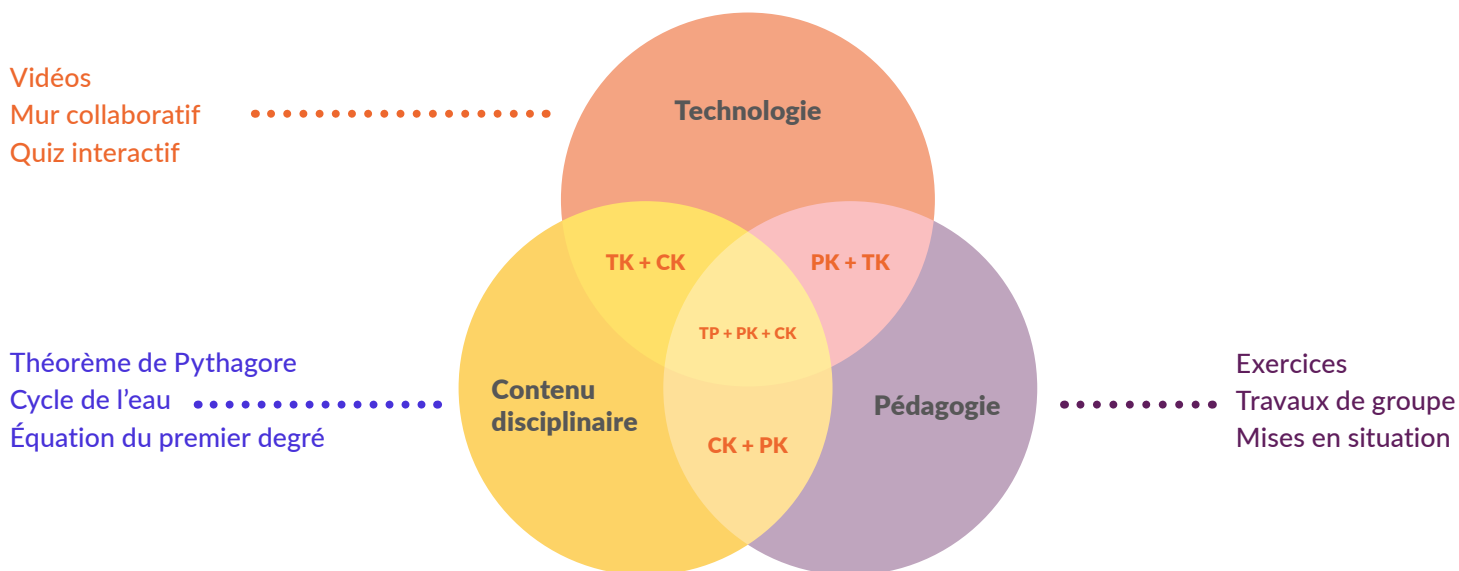 Vidéos
Mur collaboratif
Quiz interactif
Technologie
TK + CK
PK + TK
TP + PK + CK
Théorème de Pythagore
Cycle de l’eau
Équation du premier degré
Contenu
disciplinaire
Pédagogie
CK + PK
Exercices
Travaux de groupe
Mises en situation